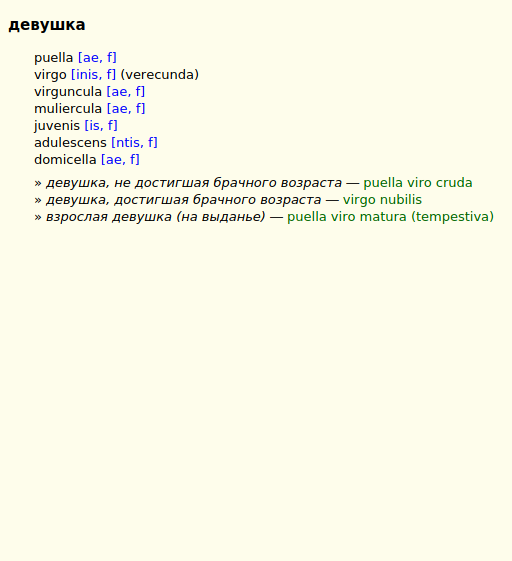 девушка
puella [ae, f]
virgo [inis, f] (verecunda)
virguncula [ae, f]
muliercula [ae, f]
juvenis [is, f]
adulescens [ntis, f]
domicella [ae, f]
» девушка, не достигшая брачного возраста — puella viro cruda
» девушка, достигшая брачного возраста — virgo nubilis
» взрослая девушка (на выданье) — puella viro matura (tempestiva)